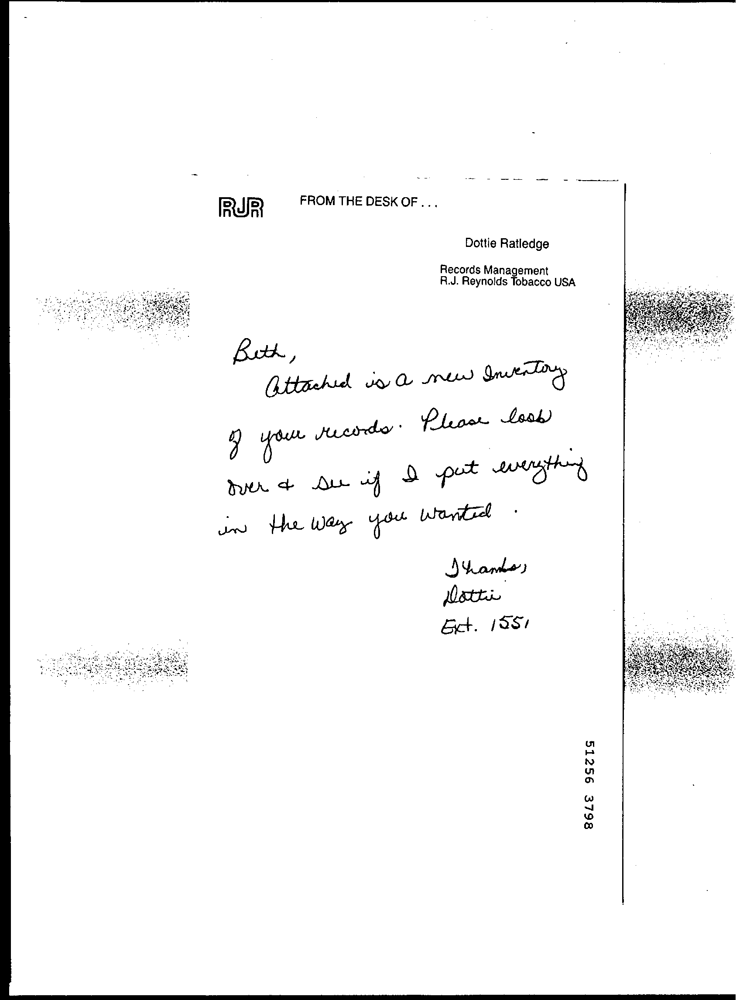 RJR
FROM THE DESK OF . . .
Dottie Ratledge
Records Management
R.J. Reynolds Tobacco USA
Beth,
Attached is a new Inventory
of your records. Please look
over & see if I put everything
in the way you wanted.
Thanks,
Dottie
Ext. 1551
51256 3798